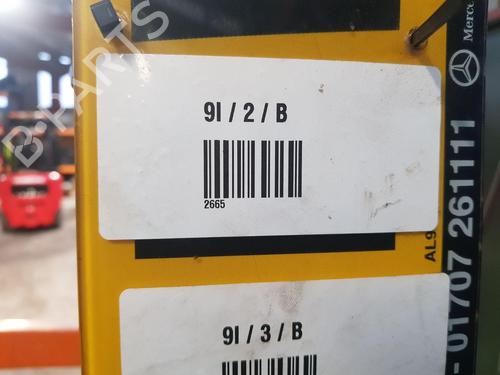 9I / 2 / B
2665
9I / 3 / B
Merce
AL9
- 01707 261111
B-PARTS